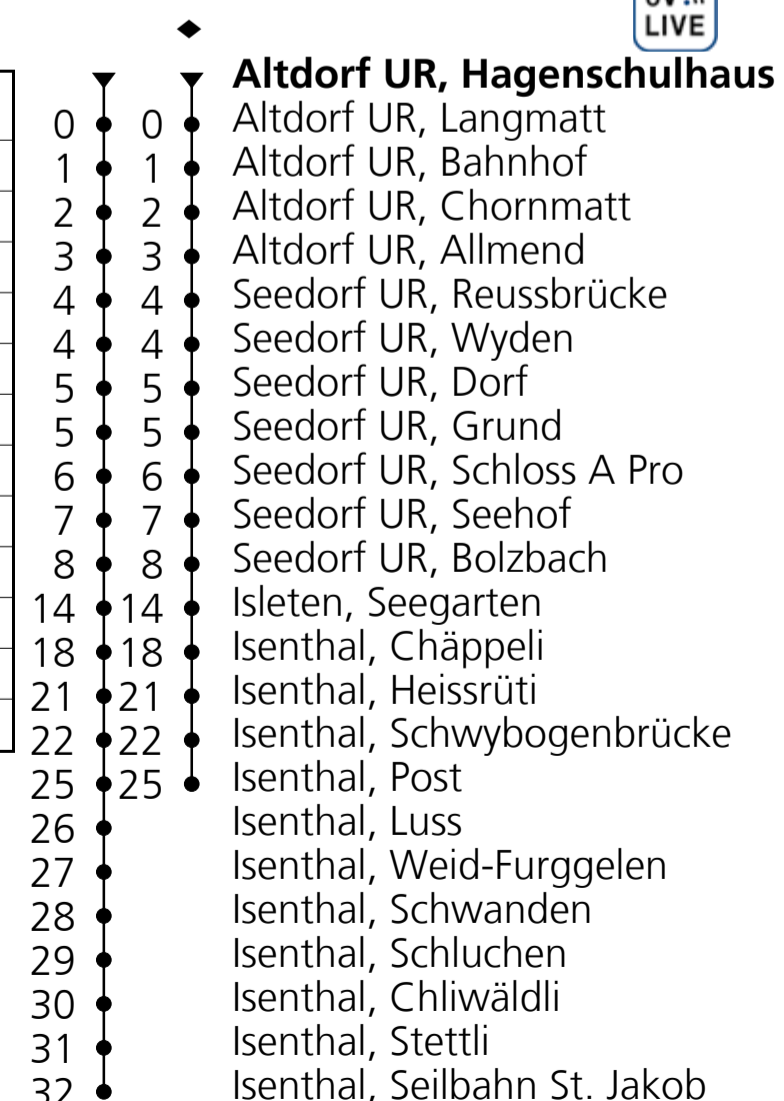 LIVE
Altdorf UR, Hagenschulhaus
0 0 Altdorf UR, Langmatt
1 1 Altdorf UR, Bahnhof
2 2 Altdorf UR, Chornmatt
3 3 Altdorf UR, Allmend
4 4 Seedorf UR, Reussbrücke
4 4 Seedorf UR, Wyden
5 5 Seedorf UR, Dorf
5 5 Seedorf UR, Grund
6 6 Seedorf UR, Schloss A Pro
7 7 Seedorf UR, Seehof
8 8 Seedorf UR, Bolzbach
14 14 Isleten, Seegarten
18 18 Isenthal, Chäppeli
21 21 Isenthal, Heissrüti
22 22 Isenthal, Schwybogenbrücke
25 25 Isenthal, Post
26 Isenthal, Luss
27 Isenthal, Weid-Furggelen
28 Isenthal, Schwanden
29 Isenthal, Schluchen
30 Isenthal, Chliwäldli
31 Isenthal, Stettli
32 Isenthal, Seilbahn St. Jakob